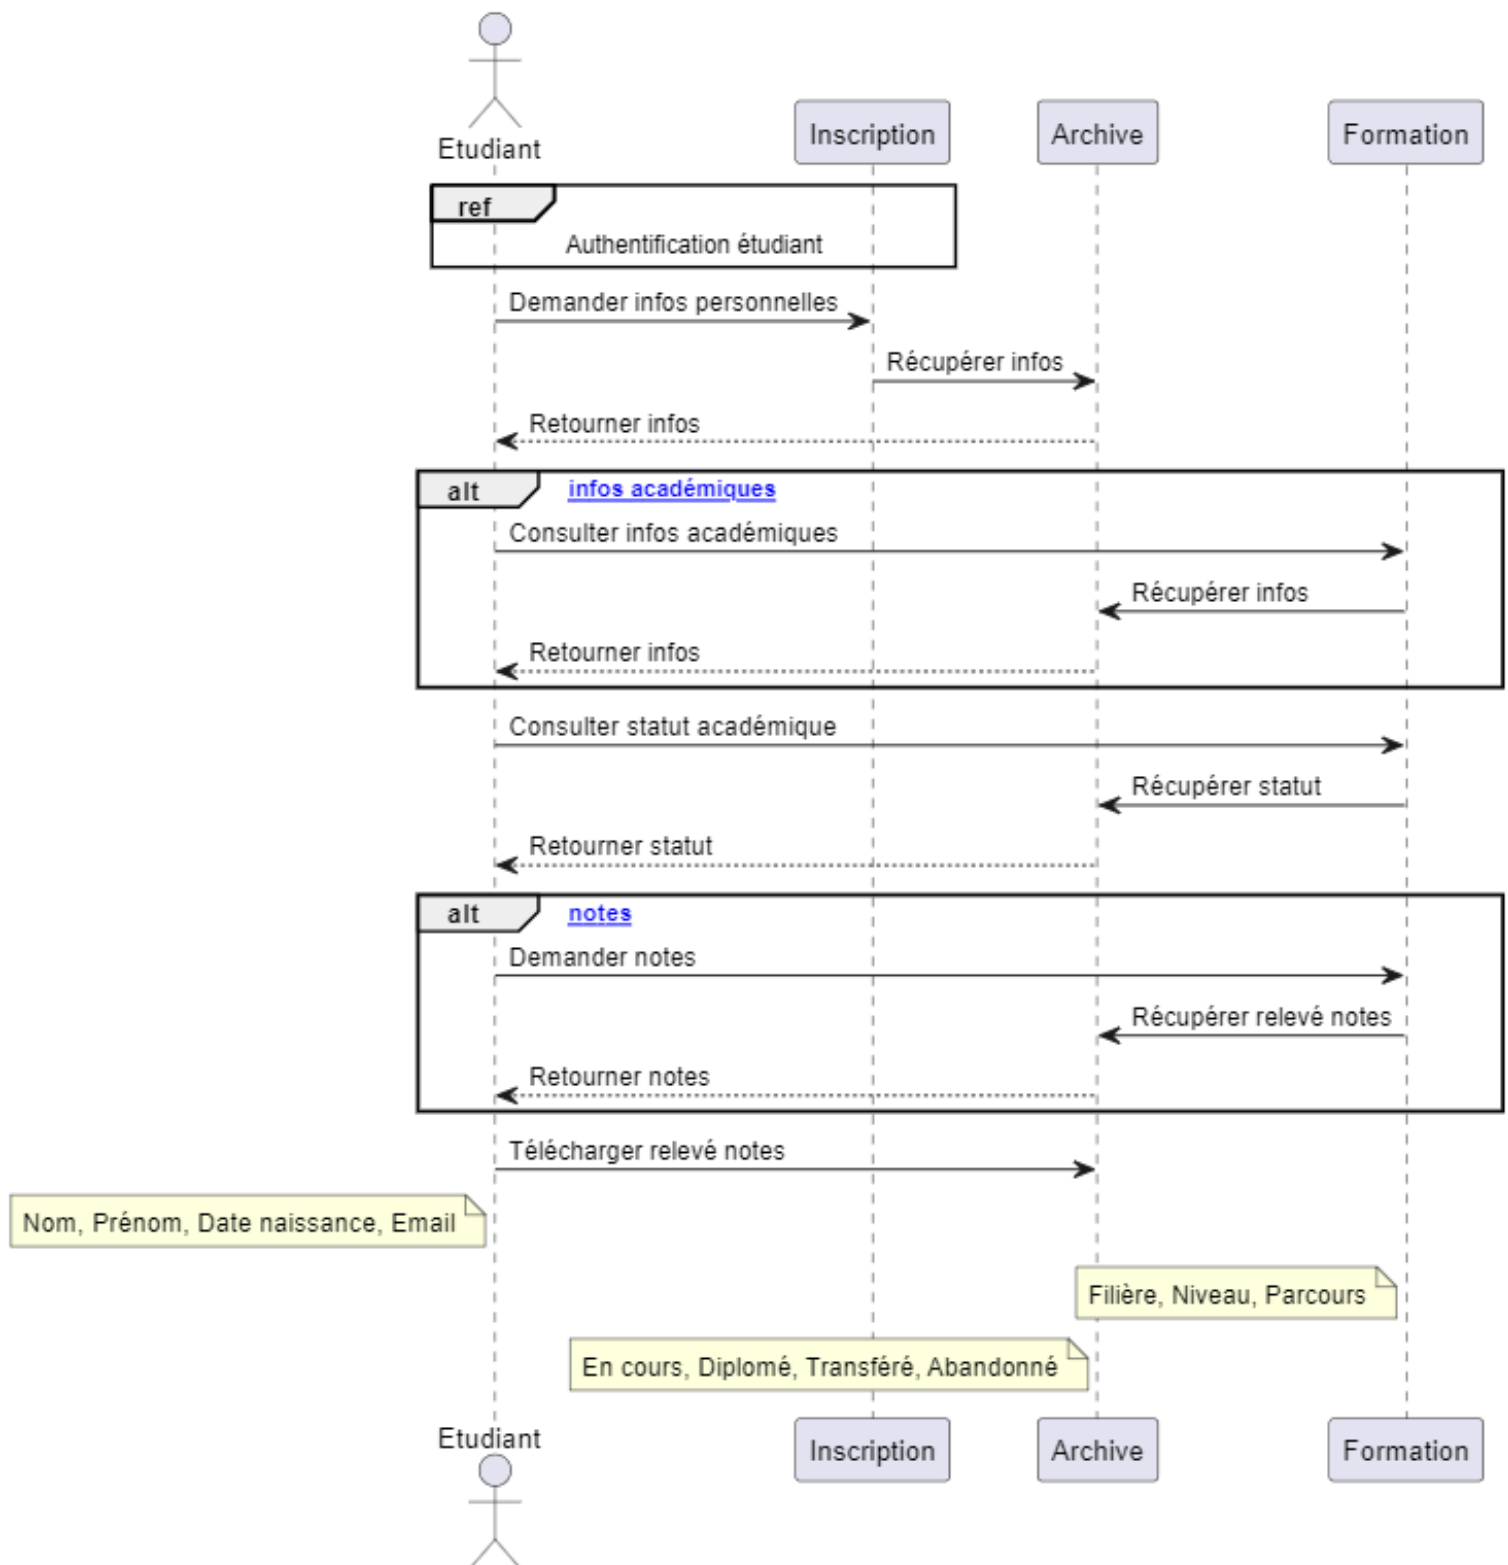 Etudiant
Inscription
Archive
Formation
ref
Authentification étudiant
Demander infos personnelles
Récupérer infos
Retourner infos
alt
infos académiques
Consulter infos académiques
Récupérer infos
Retourner infos
Consulter statut académique
Récupérer statut
Retourner statut
alt
notes
Demander notes
Récupérer relevé notes
Retourner notes
Télécharger relevé notes
Nom, Prénom, Date naissance, Email
Filière, Niveau, Parcours
En cours, Diplomé, Transféré, Abandonné
Etudiant
Inscription
Archive
Formation